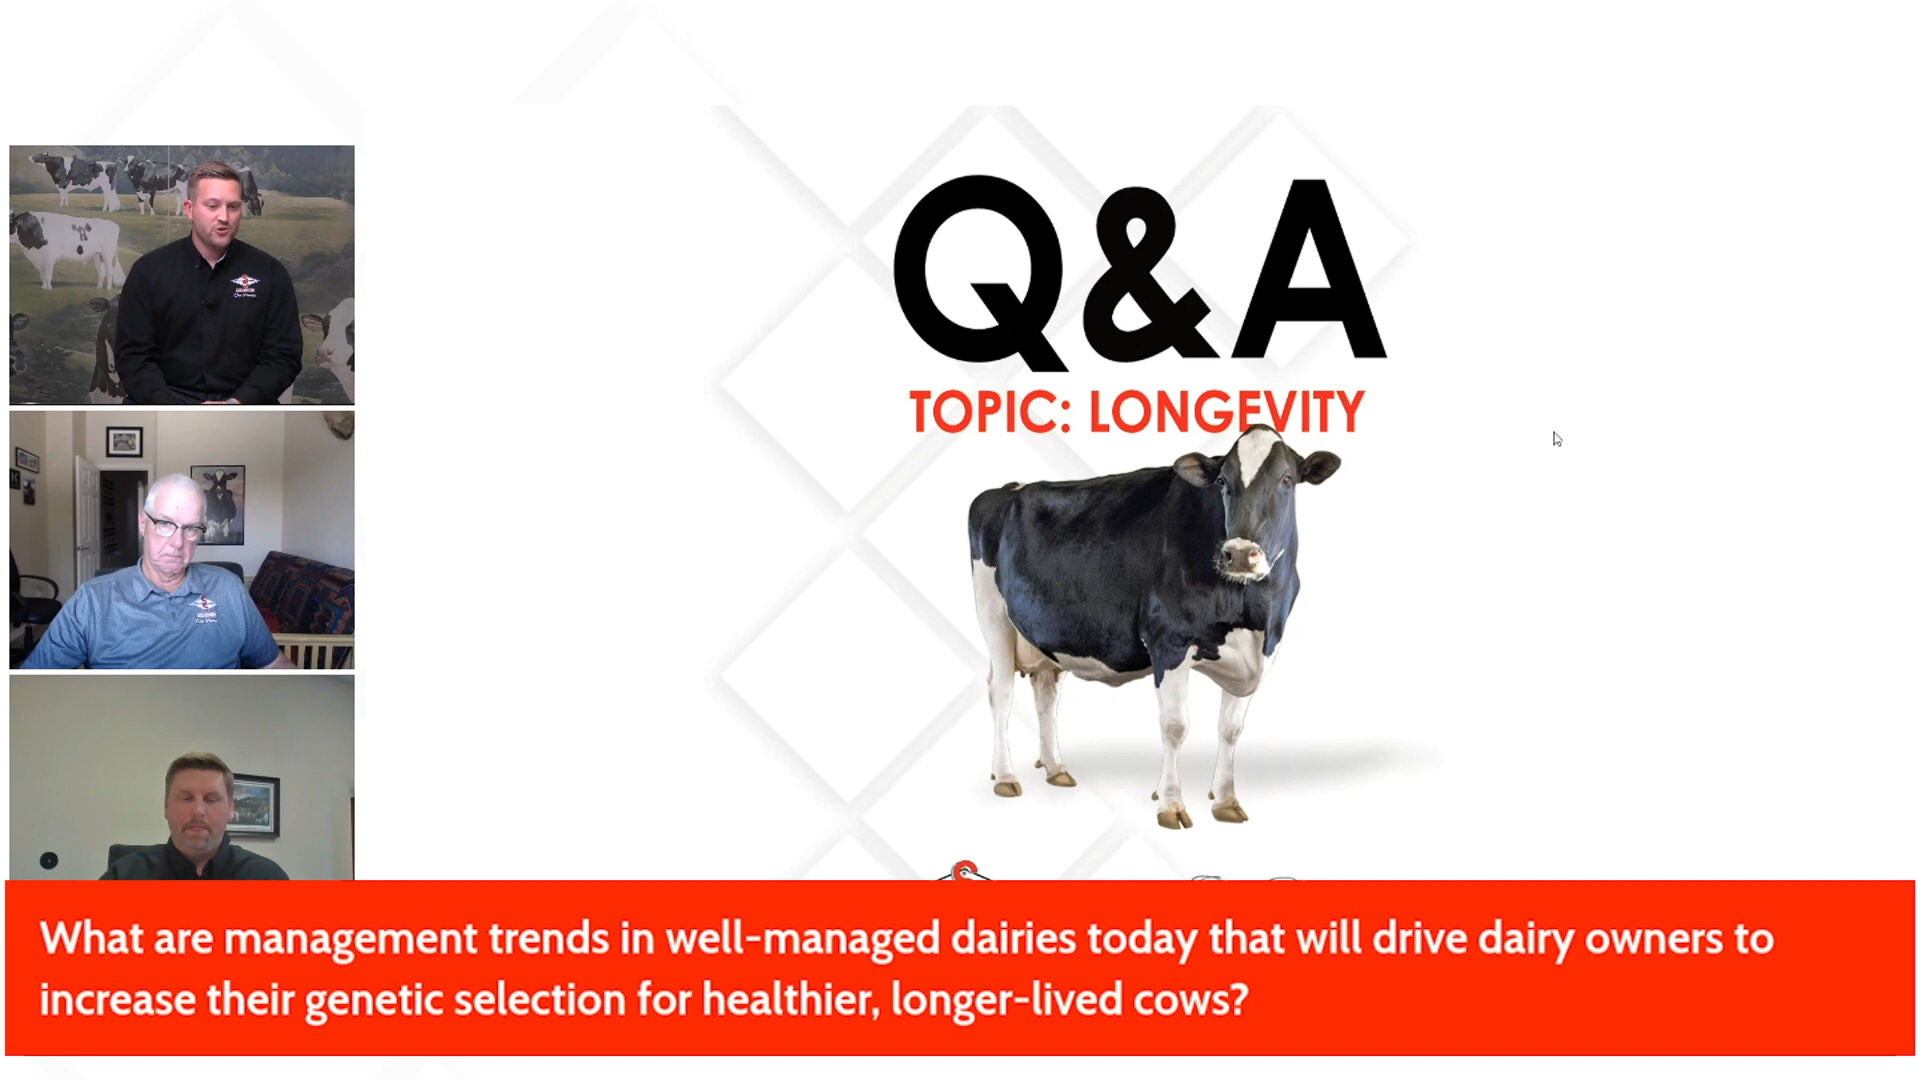 Q&A
TOPIC: LONGEVITY
What are management trends in well-managed dairies today that will drive dairy owners to
increase their genetic selection for healthier, longer-lived cows?